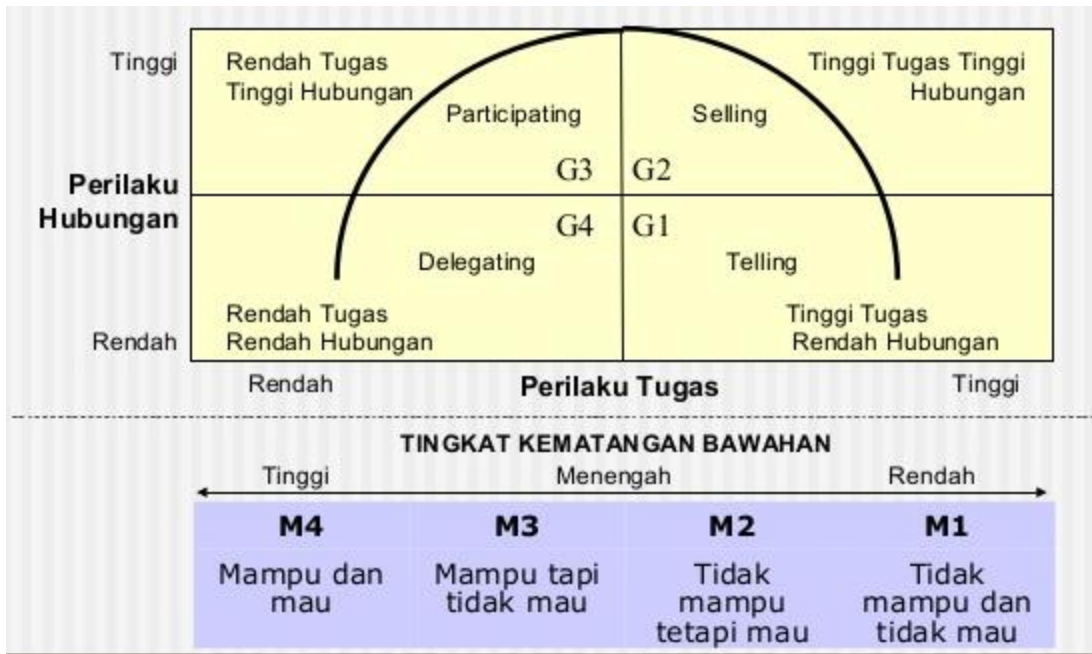 Tinggi
Rendah Tugas
Tinggi Hubungan
Tinggi Tugas Tinggi
Hubungan
Participating
Selling
G3
G2
Perilaku
Hubungan
G4
G1
Delegating
Telling
Rendah Tugas
Rendah Hubungan
Tinggi Tugas
Rendah Hubungan
Rendah
Rendah
Perilaku Tugas
Tinggi
TINGKAT KEMATANGAN BAWAHAN
Tinggi
Menengah
Rendah
M4
M3
M2
M1
Mampu dan
mau
Mampu tapi
tidak mau
Tidak
mampu
tetapi mau
Tidak
mampu dan
tidak mau